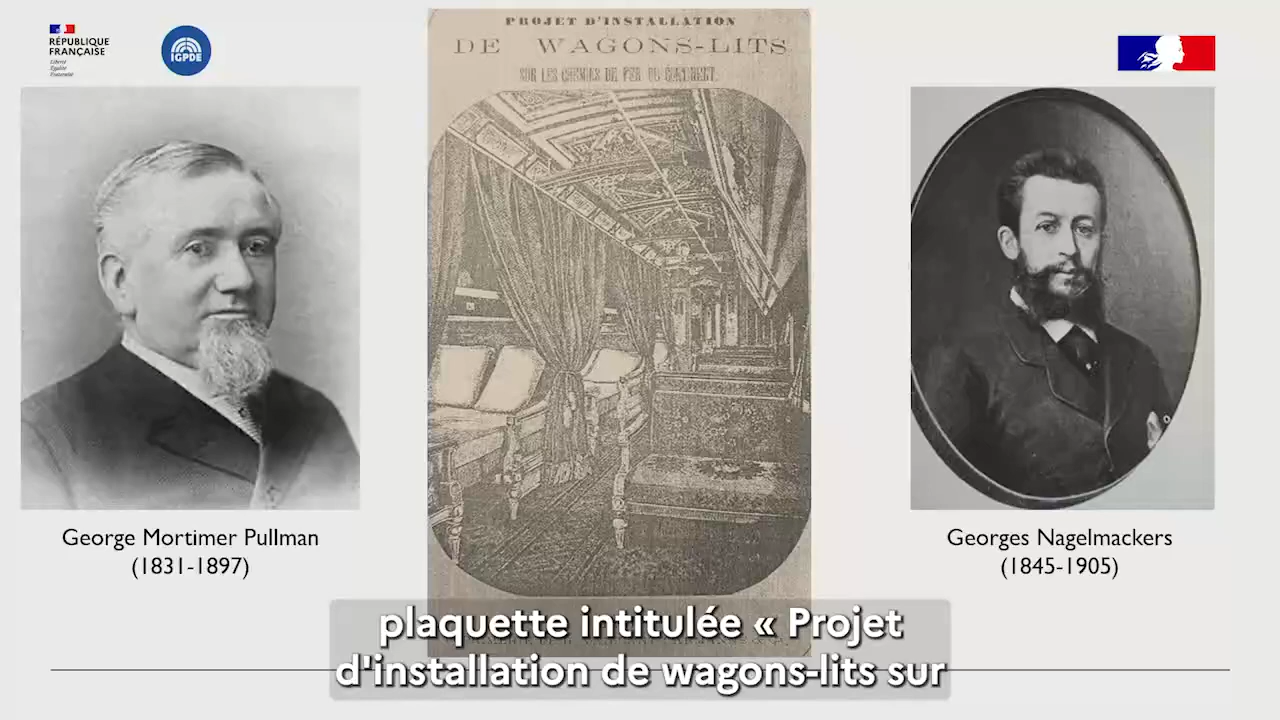 RÉPUBLIQUE
FRANÇAISE
Liberté
Égalité
Fraternité
IGPDE
PROJET D'INSTALLATION
DE WAGONS-LITS
SUR LES CHEMINS DE FER DU CONTINENT.
George Mortimer Pullman
(1831-1897)
Georges Nagelmackers
(1845-1905)
plaquette intitulée « Projet
d'installation de wagons-lits sur